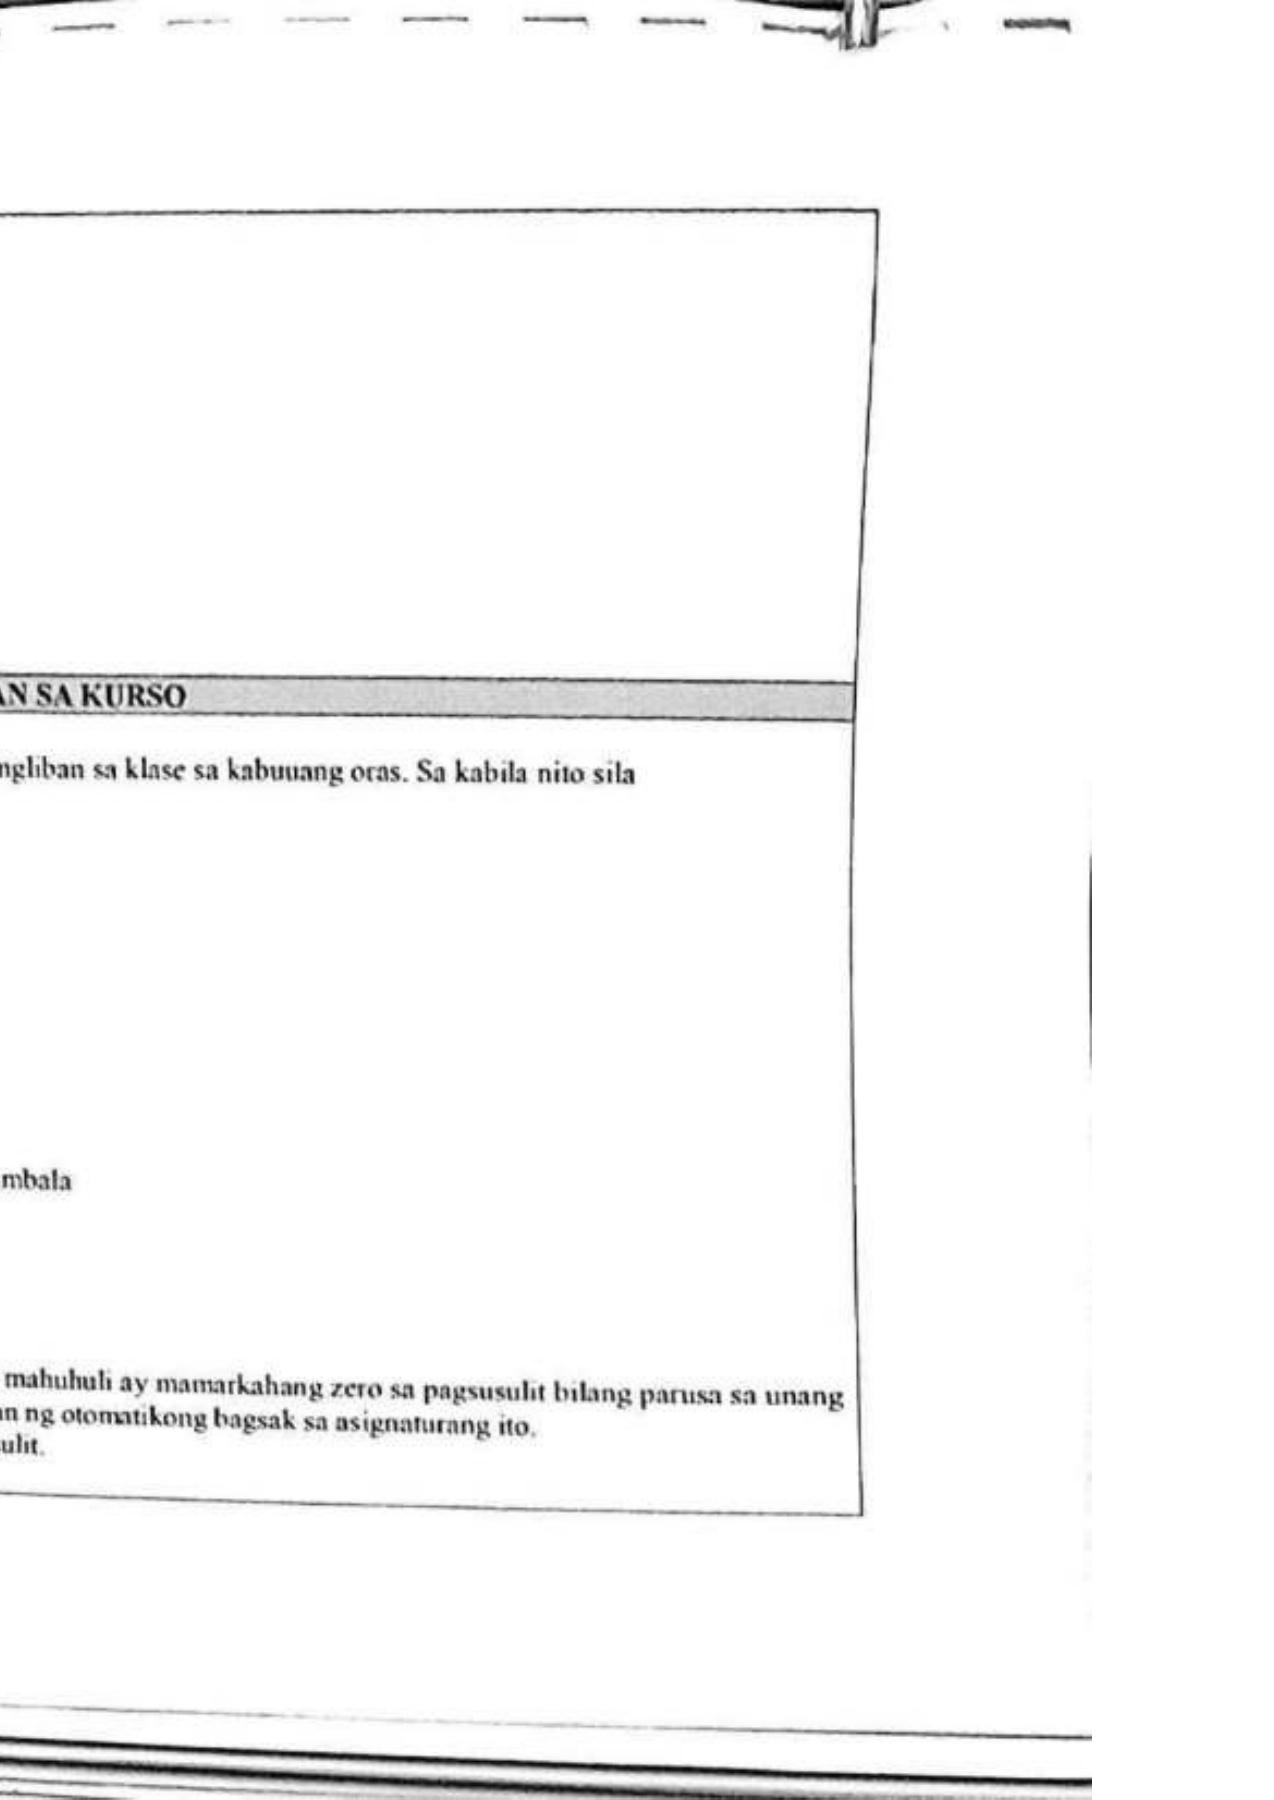 AN SA KURSO
ngliban sa klase sa kabuuang oras. Sa kabila nito sila
mbala
mahuhuli ay mamarkahang zero sa pagsusulit bilang parusa sa unang
an ng otomatikong bagsak sa asignaturang ito.
ulit.